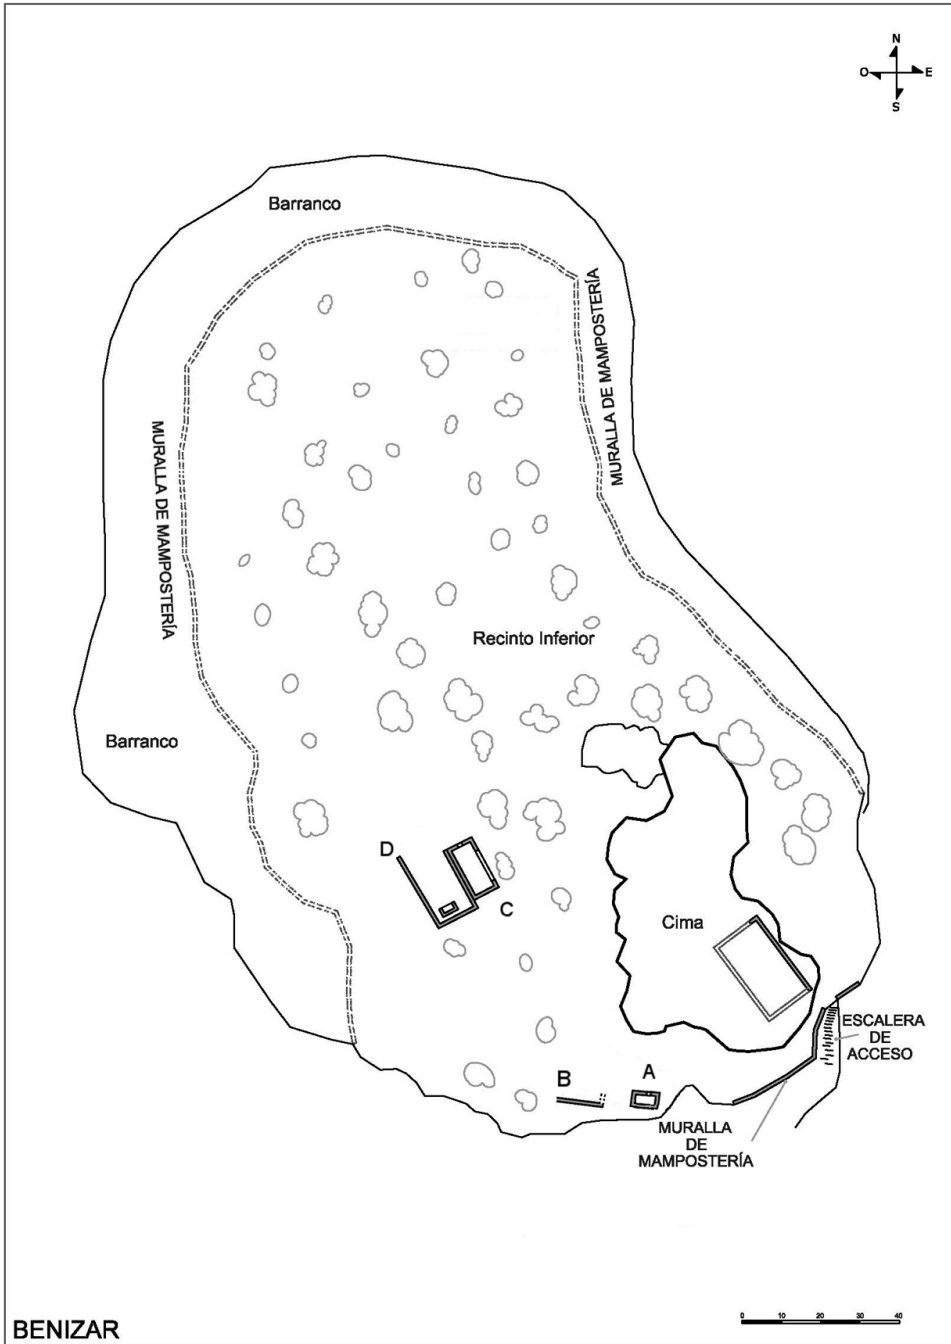 N
O E
S
Barranco
MURALLA DE MAMPOSTERÍA
MURALLA DE MAMPOSTERÍA
Recinto Inferior
Barranco
D
C
Cima
ESCALERA
DE
ACCESO
B
A
MURALLA
DE
MAMPOSTERÍA
0 10 20 30 40
BENIZAR